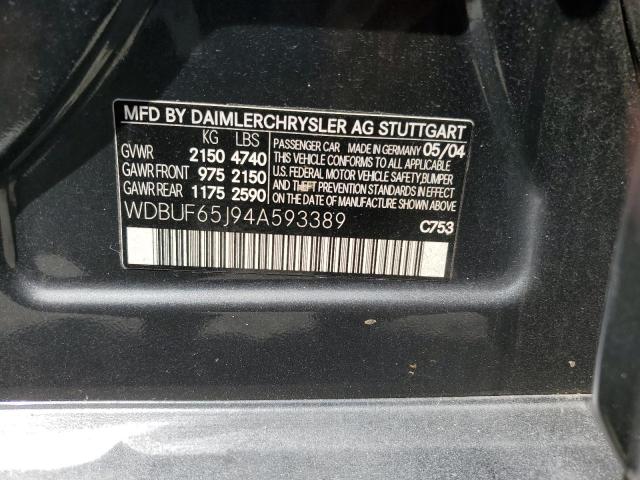 MFD BY DAIMLERCHRYSLER AG STUTTGART
KG LBS
GVWR 2150 4740
GAWR FRONT 975 2150
GAWR REAR 1175 2590
PASSENGER CAR MADE IN GERMANY 05/04
THIS VEHICLE CONFORMS TO ALL APPLICABLE
U.S. FEDERAL MOTOR VEHICLE SAFETY,BUMPER
AND THEFT PREVENTION STANDARDS IN EFFECT
ON THE DATE OF MANUFACTURE SHOWN ABOVE
WDBUF65J94A593389
C753